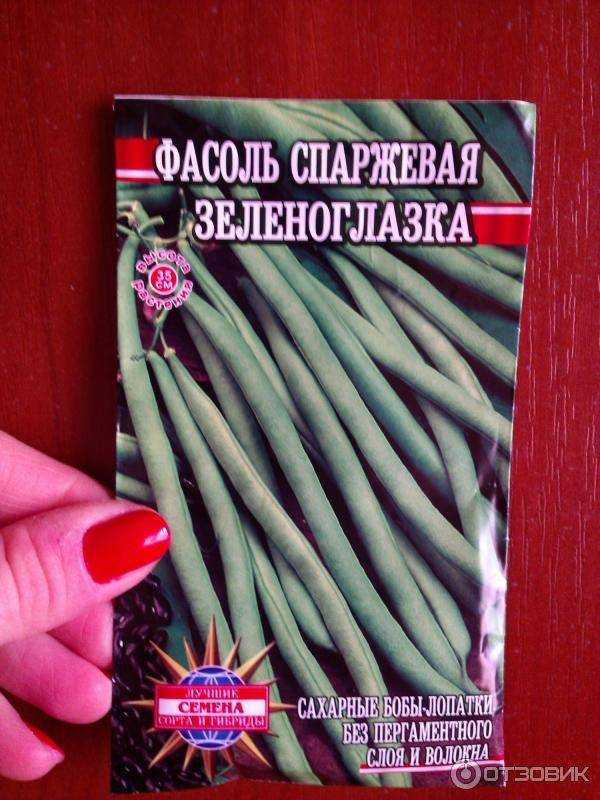 ФАСОЛЬ СПАРЖЕВАЯ
ЗЕЛЕНОГЛАЗКА
ВЫСОТА
35
СМ
РАСТЕНИЯ
ЛУЧШИЕ
СЕМЕНА
СОРТА И ГИБРИДЫ
САХАРНЫЕ БОБЫ-ЛОПАТКИ
БЕЗ ПЕРГАМЕНТНОГО
СЛОЯ И ВОЛОКНА
ОТЗОВИК